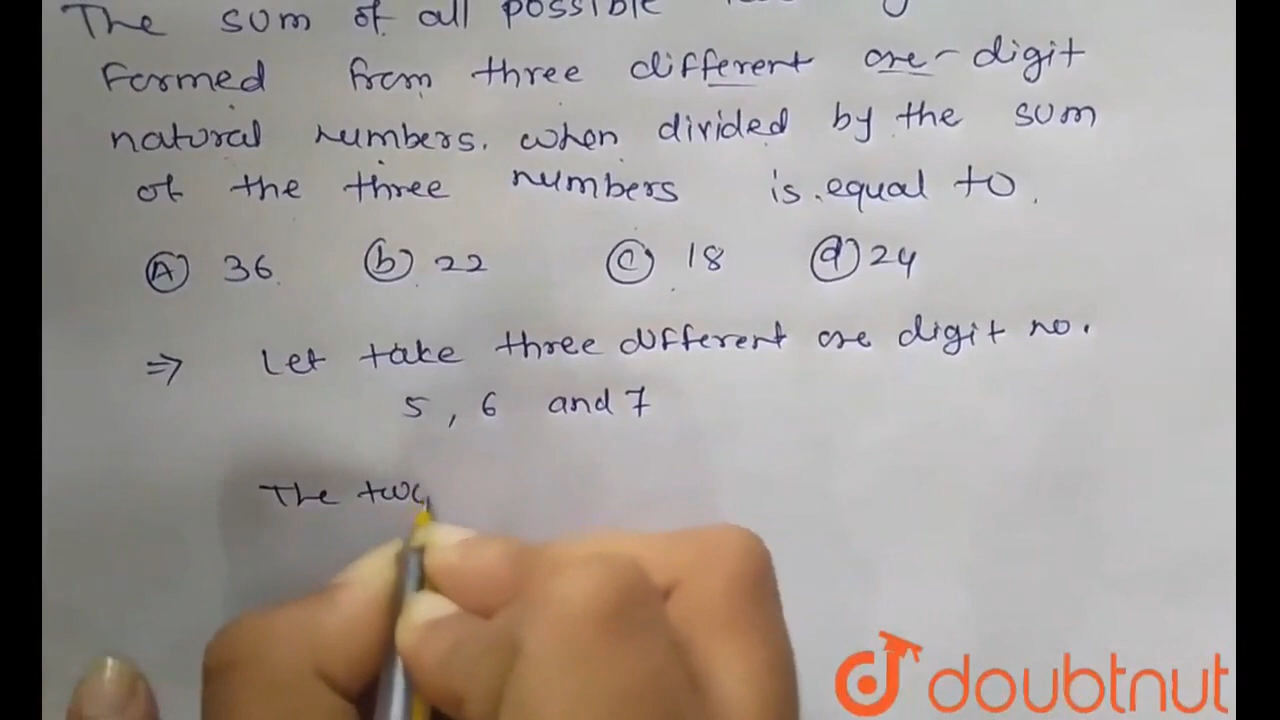 The sum of all possible
formed from three different one-digit
natural numbers. when divided by the sum
of the three numbers is equal to.
(A) 36 (b) 22 (c) 18 (d) 24
⇒ Let take three different one digit no.
5, 6 and 7
The two
doubtnut